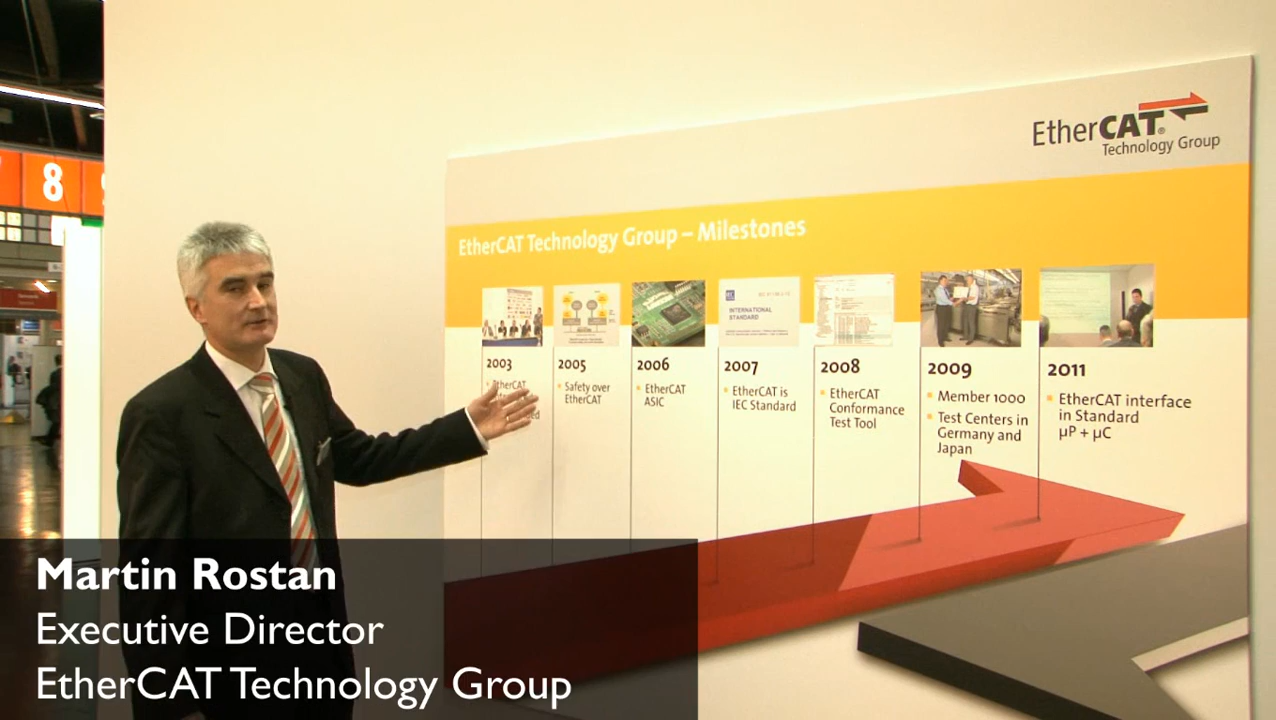 8
EtherCAT®
Technology Group
EtherCAT Technology Group – Milestones
INTERNATIONAL
STANDARD
2003
EtherCAT
2005
Safety over
EtherCAT
2006
EtherCAT
ASIC
2007
EtherCAT is
IEC Standard
2008
EtherCAT
Conformance
Test Tool
2009
Member 1000
Test Centers in
Germany and
Japan
2011
EtherCAT interface
in Standard
µP + µC
Martin Rostan
Executive Director
EtherCAT Technology Group